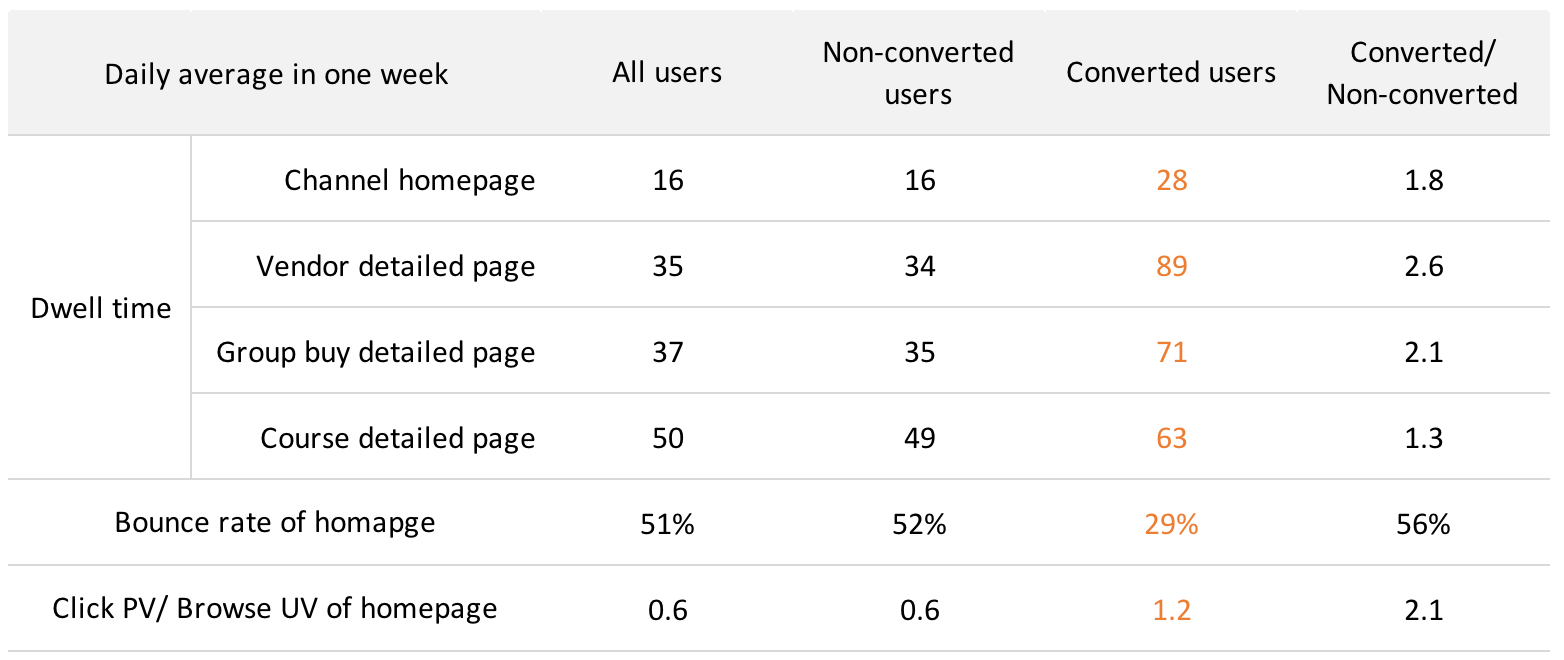 Daily average in one week All users Non-converted users Converted users Converted/ Non-converted
Dwell time
Channel homepage 16 16 28 1.8
Vendor detailed page 35 34 89 2.6
Group buy detailed page 37 35 71 2.1
Course detailed page 50 49 63 1.3
Bounce rate of homapge 51% 52% 29% 56%
Click PV/ Browse UV of homepage 0.6 0.6 1.2 2.1